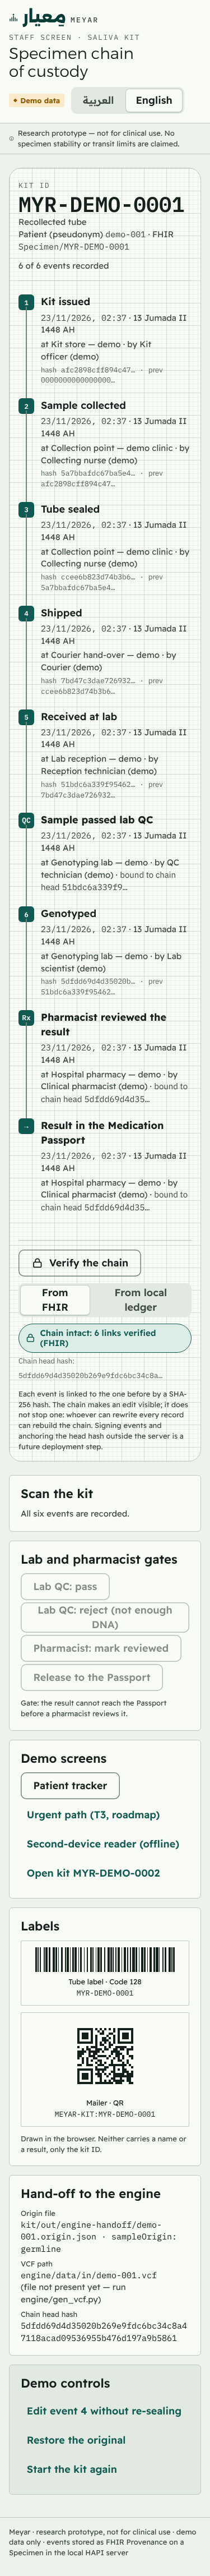 معيار MEYAR
STAFF SCREEN · SALIVA KIT
Specimen chain
of custody
Demo data
العربية
English
Research prototype — not for clinical use. No
specimen stability or transit limits are claimed.
KIT ID
MYR-DEMO-0001
Recollected tube
Patient (pseudonym) demo-001 · FHIR
Specimen/MYR-DEMO-0001
6 of 6 events recorded
1 Kit issued
23/11/2026, 02:37 · 13 Jumada II
1448 AH
at Kit store — demo · by Kit
officer (demo)
hash afc2898cff894c47… · prev
0000000000000000…
2 Sample collected
23/11/2026, 02:37 · 13 Jumada II
1448 AH
at Collection point — demo clinic · by
Collecting nurse (demo)
hash 5a7bbafdc67ba5e4… · prev
afc2898cff894c47…
3 Tube sealed
23/11/2026, 02:37 · 13 Jumada II
1448 AH
at Collection point — demo clinic · by
Collecting nurse (demo)
hash ccee6b823d74b3b6… · prev
5a7bbafdc67ba5e4…
4 Shipped
23/11/2026, 02:37 · 13 Jumada II
1448 AH
at Courier hand-over — demo · by
Courier (demo)
hash 7bd47c3dae726932… · prev
ccee6b823d74b3b6…
5 Received at lab
23/11/2026, 02:37 · 13 Jumada II
1448 AH
at Lab reception — demo · by
Reception technician (demo)
hash 51bdc6a339f95462… · prev
7bd47c3dae726932…
QC Sample passed lab QC
23/11/2026, 02:37 · 13 Jumada II
1448 AH
at Genotyping lab — demo · by QC
technician (demo) · bound to chain
head 51bdc6a339f9…
6 Genotyped
23/11/2026, 02:37 · 13 Jumada II
1448 AH
at Genotyping lab — demo · by Lab
scientist (demo)
hash 5dfdd69d4d35020b… · prev
51bdc6a339f95462…
Rx Pharmacist reviewed the
result
23/11/2026, 02:37 · 13 Jumada II
1448 AH
at Hospital pharmacy — demo · by
Clinical pharmacist (demo) · bound to
chain head 5dfdd69d4d35…
→ Result in the Medication
Passport
23/11/2026, 02:37 · 13 Jumada II
1448 AH
at Hospital pharmacy — demo · by
Clinical pharmacist (demo) · bound to
chain head 5dfdd69d4d35…
Verify the chain
From
FHIR
From local
ledger
Chain intact: 6 links verified
(FHIR)
Chain head hash:
5dfdd69d4d35020b269e9fdc6bc34c8a…
Each event is linked to the one before by a SHA-
256 hash. The chain makes an edit visible; it does
not stop one: whoever can rewrite every record
can rebuild the chain. Signing events and
anchoring the head hash outside the server is a
future deployment step.
Scan the kit
All six events are recorded.
Lab and pharmacist gates
Lab QC: pass
Lab QC: reject (not enough
DNA)
Pharmacist: mark reviewed
Release to the Passport
Gate: the result cannot reach the Passport
before a pharmacist reviews it.
Demo screens
Patient tracker
Urgent path (T3, roadmap)
Second-device reader (offline)
Open kit MYR-DEMO-0002
Labels
Tube label · Code 128
MYR-DEMO-0001
Mailer · QR
MEYAR-KIT:MYR-DEMO-0001
Drawn in the browser. Neither carries a name or
a result, only the kit ID.
Hand-off to the engine
Origin file
kit/out/engine-handoff/demo-
001.origin.json · sampleOrigin:
germline
VCF path
engine/data/in/demo-001.vcf
(file not present yet — run
engine/gen_vcf.py)
Chain head hash
5dfdd69d4d35020b269e9fdc6bc34c8a4
7118acad09536955b476d197a9b5861
Demo controls
Edit event 4 without re-sealing
Restore the original
Start the kit again
Meyar · research prototype, not for clinical use · demo
data only · events stored as FHIR Provenance on a
Specimen in the local HAPI server